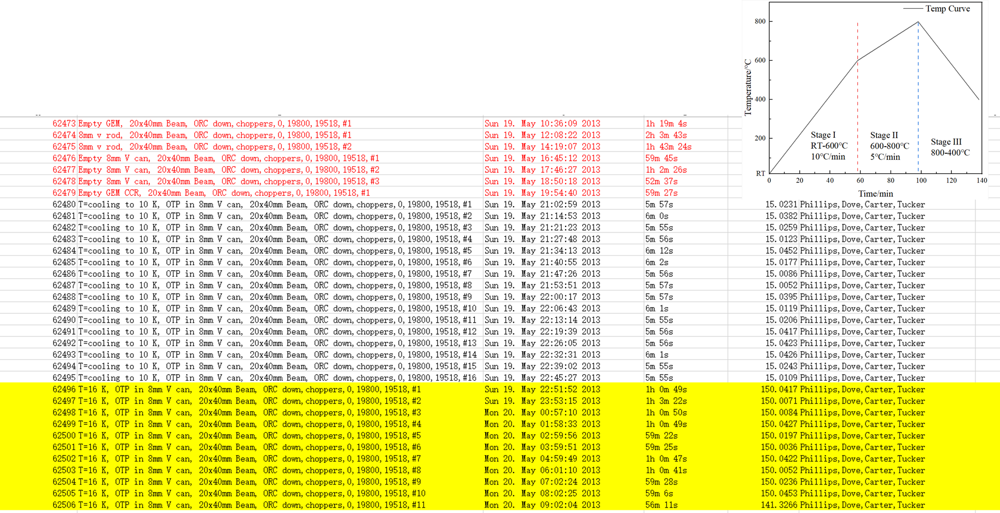 Temp Curve
800
600
400
200
RT
Temperature/°C
Stage I
RT-600°C
10°C/min
Stage II
600-800°C
5°C/min
Stage III
800-400°C
0 20 40 60 80 100 120 140
Time/min
62473 Empty GEM, 20x40mm Beam, ORC down,choppers,0,19800,19518,#1 Sun 19. May 10:36:09 2013 1h 19m 4s
62474 8mm v rod, 20x40mm Beam, ORC down,choppers,0,19800,19518,#1 Sun 19. May 12:08:22 2013 2h 3m 43s
62475 8mm v rod, 20x40mm Beam, ORC down,choppers,0,19800,19518,#2 Sun 19. May 14:19:07 2013 1h 43m 24s
62476 Empty 8mm V can, 20x40mm Beam, ORC down,choppers,0,19800,19518,#1 Sun 19. May 16:45:12 2013 59m 45s
62477 Empty 8mm V can, 20x40mm Beam, ORC down,choppers,0,19800,19518,#2 Sun 19. May 17:46:27 2013 1h 2m 26s
62478 Empty 8mm V can, 20x40mm Beam, ORC down,choppers,0,19800,19518,#3 Sun 19. May 18:50:18 2013 52m 37s
62479 Empty GEM CCR, 20x40mm Beam, ORC down,choppers,0,19800,19518,#1 Sun 19. May 19:54:40 2013 59m 27s
62480 T=cooling to 10 K, OTP in 8mm V can, 20x40mm Beam, ORC down,choppers,0,19800,19518,#1 Sun 19. May 21:02:59 2013 5m 57s 15.0231 Phillips,Dove,Carter,Tucker
62481 T=cooling to 10 K, OTP in 8mm V can, 20x40mm Beam, ORC down,choppers,0,19800,19518,#2 Sun 19. May 21:14:53 2013 6m 0s 15.0382 Phillips,Dove,Carter,Tucker
62482 T=cooling to 10 K, OTP in 8mm V can, 20x40mm Beam, ORC down,choppers,0,19800,19518,#3 Sun 19. May 21:21:23 2013 5m 55s 15.0259 Phillips,Dove,Carter,Tucker
62483 T=cooling to 10 K, OTP in 8mm V can, 20x40mm Beam, ORC down,choppers,0,19800,19518,#4 Sun 19. May 21:27:48 2013 5m 56s 15.0123 Phillips,Dove,Carter,Tucker
62484 T=cooling to 10 K, OTP in 8mm V can, 20x40mm Beam, ORC down,choppers,0,19800,19518,#5 Sun 19. May 21:34:13 2013 6m 12s 15.0452 Phillips,Dove,Carter,Tucker
62485 T=cooling to 10 K, OTP in 8mm V can, 20x40mm Beam, ORC down,choppers,0,19800,19518,#6 Sun 19. May 21:40:55 2013 6m 2s 15.0177 Phillips,Dove,Carter,Tucker
62486 T=cooling to 10 K, OTP in 8mm V can, 20x40mm Beam, ORC down,choppers,0,19800,19518,#7 Sun 19. May 21:47:26 2013 5m 56s 15.0086 Phillips,Dove,Carter,Tucker
62487 T=cooling to 10 K, OTP in 8mm V can, 20x40mm Beam, ORC down,choppers,0,19800,19518,#8 Sun 19. May 21:53:51 2013 5m 57s 15.0052 Phillips,Dove,Carter,Tucker
62488 T=cooling to 10 K, OTP in 8mm V can, 20x40mm Beam, ORC down,choppers,0,19800,19518,#9 Sun 19. May 22:00:17 2013 5m 57s 15.0395 Phillips,Dove,Carter,Tucker
62489 T=cooling to 10 K, OTP in 8mm V can, 20x40mm Beam, ORC down,choppers,0,19800,19518,#10 Sun 19. May 22:06:43 2013 6m 1s 15.0119 Phillips,Dove,Carter,Tucker
62490 T=cooling to 10 K, OTP in 8mm V can, 20x40mm Beam, ORC down,choppers,0,19800,19518,#11 Sun 19. May 22:13:14 2013 5m 55s 15.0206 Phillips,Dove,Carter,Tucker
62491 T=cooling to 10 K, OTP in 8mm V can, 20x40mm Beam, ORC down,choppers,0,19800,19518,#12 Sun 19. May 22:19:39 2013 5m 56s 15.0417 Phillips,Dove,Carter,Tucker
62492 T=cooling to 10 K, OTP in 8mm V can, 20x40mm Beam, ORC down,choppers,0,19800,19518,#13 Sun 19. May 22:26:05 2013 5m 56s 15.0423 Phillips,Dove,Carter,Tucker
62493 T=cooling to 10 K, OTP in 8mm V can, 20x40mm Beam, ORC down,choppers,0,19800,19518,#14 Sun 19. May 22:32:31 2013 6m 1s 15.0426 Phillips,Dove,Carter,Tucker
62494 T=cooling to 10 K, OTP in 8mm V can, 20x40mm Beam, ORC down,choppers,0,19800,19518,#15 Sun 19. May 22:39:02 2013 5m 55s 15.0243 Phillips,Dove,Carter,Tucker
62495 T=cooling to 10 K, OTP in 8mm V can, 20x40mm Beam, ORC down,choppers,0,19800,19518,#16 Sun 19. May 22:45:27 2013 5m 55s 15.0109 Phillips,Dove,Carter,Tucker
62496 T=16 K, OTP in 8mm V can, 20x40mm Beam, ORC down,choppers,0,19800,19518,#1 Sun 19. May 22:51:52 2013 1h 0m 49s 150.0417 Phillips,Dove,Carter,Tucker
62497 T=16 K, OTP in 8mm V can, 20x40mm Beam, ORC down,choppers,0,19800,19518,#2 Sun 19. May 23:53:15 2013 1h 3m 22s 150.0071 Phillips,Dove,Carter,Tucker
62498 T=16 K, OTP in 8mm V can, 20x40mm Beam, ORC down,choppers,0,19800,19518,#3 Mon 20. May 00:57:10 2013 1h 0m 50s 150.0084 Phillips,Dove,Carter,Tucker
62499 T=16 K, OTP in 8mm V can, 20x40mm Beam, ORC down,choppers,0,19800,19518,#4 Mon 20. May 01:58:33 2013 1h 0m 49s 150.0427 Phillips,Dove,Carter,Tucker
62500 T=16 K, OTP in 8mm V can, 20x40mm Beam, ORC down,choppers,0,19800,19518,#5 Mon 20. May 02:59:56 2013 59m 22s 150.0197 Phillips,Dove,Carter,Tucker
62501 T=16 K, OTP in 8mm V can, 20x40mm Beam, ORC down,choppers,0,19800,19518,#6 Mon 20. May 03:59:51 2013 59m 25s 150.0036 Phillips,Dove,Carter,Tucker
62502 T=16 K, OTP in 8mm V can, 20x40mm Beam, ORC down,choppers,0,19800,19518,#7 Mon 20. May 04:59:49 2013 1h 0m 47s 150.0422 Phillips,Dove,Carter,Tucker
62503 T=16 K, OTP in 8mm V can, 20x40mm Beam, ORC down,choppers,0,19800,19518,#8 Mon 20. May 06:01:10 2013 1h 0m 41s 150.0052 Phillips,Dove,Carter,Tucker
62504 T=16 K, OTP in 8mm V can, 20x40mm Beam, ORC down,choppers,0,19800,19518,#9 Mon 20. May 07:02:24 2013 59m 28s 150.0236 Phillips,Dove,Carter,Tucker
62505 T=16 K, OTP in 8mm V can, 20x40mm Beam, ORC down,choppers,0,19800,19518,#10 Mon 20. May 08:02:25 2013 59m 6s 150.0453 Phillips,Dove,Carter,Tucker
62506 T=16 K, OTP in 8mm V can, 20x40mm Beam, ORC down,choppers,0,19800,19518,#11 Mon 20. May 09:02:04 2013 56m 11s 141.3266 Phillips,Dove,Carter,Tucker